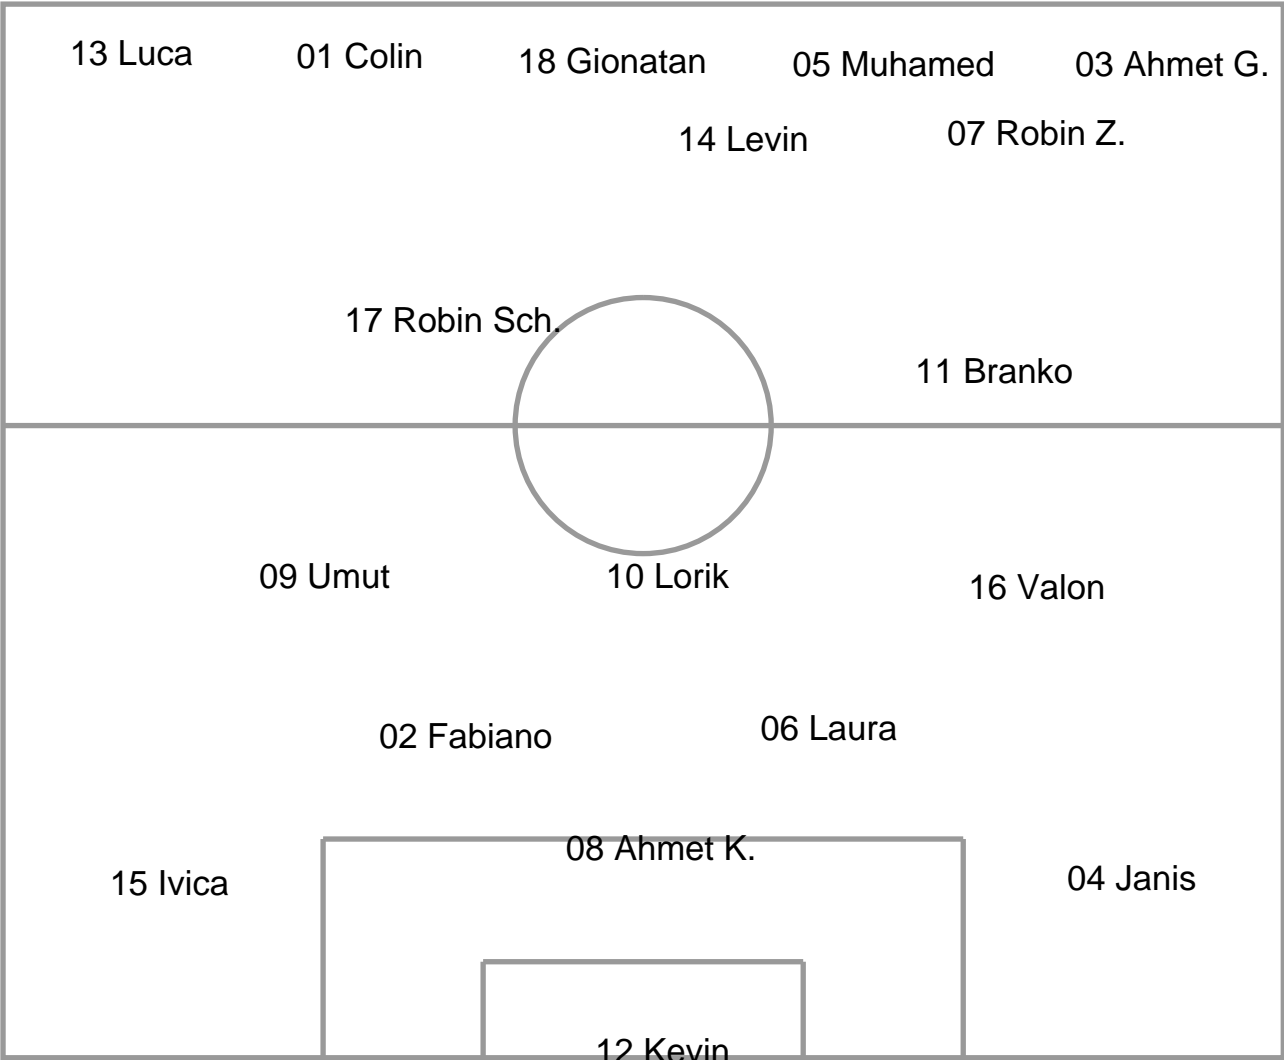 13 Luca
01 Colin
18 Gionatan
05 Muhamed
03 Ahmet G.
14 Levin
07 Robin Z.
17 Robin Sch.
11 Branko
09 Umut
10 Lorik
16 Valon
02 Fabiano
06 Laura
08 Ahmet K.
15 Ivica
04 Janis
12 Kevin